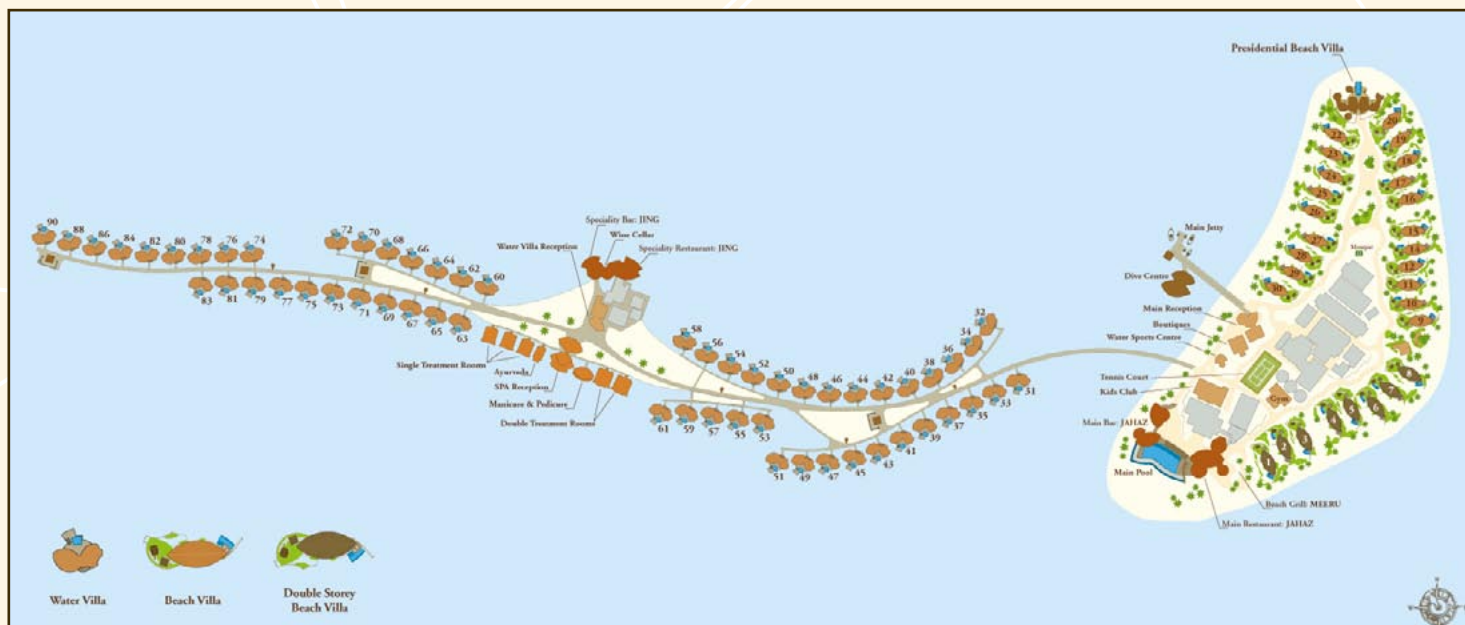 Presidential Beach Villa
20
22
19
23
18
24
17
25
16
26
15
27
14
28
12
29
11
30
10
9
Mosque
Main Jetty
Dive Centre
Main Reception
Boutiques
Water Sports Centre
Tennis Court
Kids Club
Gym
Main Bar: JAHAZ
Main Pool
Beach Grill: MEERU
Main Restaurant: JAHAZ
Speciality Bar: JING
Wine Cellar
Water Villa Reception
Speciality Restaurant: JING
90
88
86
84
82
80
78
76
74
72
70
68
66
64
62
60
83
81
79
77
75
73
71
69
67
65
63
Single Treatment Rooms
Ayurveda
SPA Reception
Manicure & Pedicure
Double Treatment Rooms
58
56
54
52
50
48
46
44
42
40
38
36
34
32
61
59
57
55
53
51
49
47
45
43
41
39
37
35
33
31
Water Villa
Beach Villa
Double Storey
Beach Villa